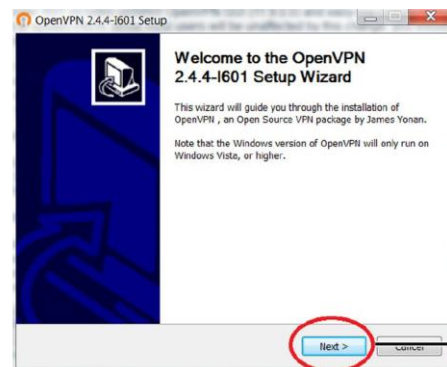 OpenVPN 2.4.4-I601 Setup
Welcome to the OpenVPN
2.4.4-I601 Setup Wizard
This wizard will guide you through the installation of
OpenVPN , an Open Source VPN package by James Yonan.
Note that the Windows version of OpenVPN will only run on
Windows Vista, or higher.
Next >
Cancel